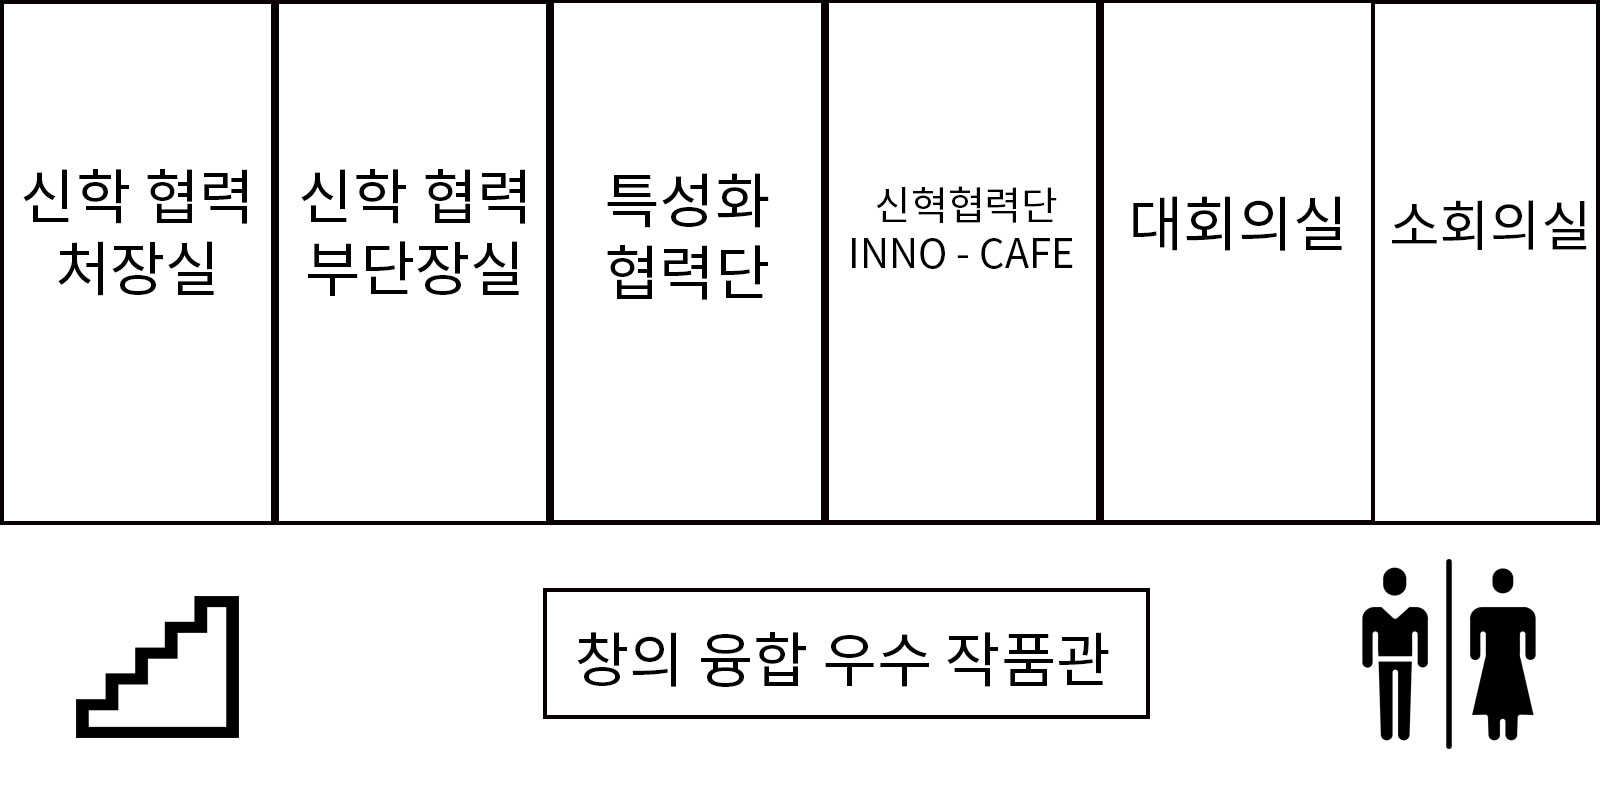 신학 협력
처장실
신학 협력
부단장실
특성화
협력단
신혁협력단
INNO - CAFE
대회의실
소회의실
창의 융합 우수 작품관